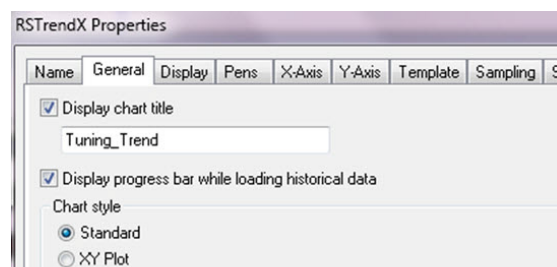 RSTrendX Properties
Name General Display Pens X-Axis Y-Axis Template Sampling S
Display chart title
Tuning_Trend
Display progress bar while loading historical data
Chart style
Standard
XY Plot